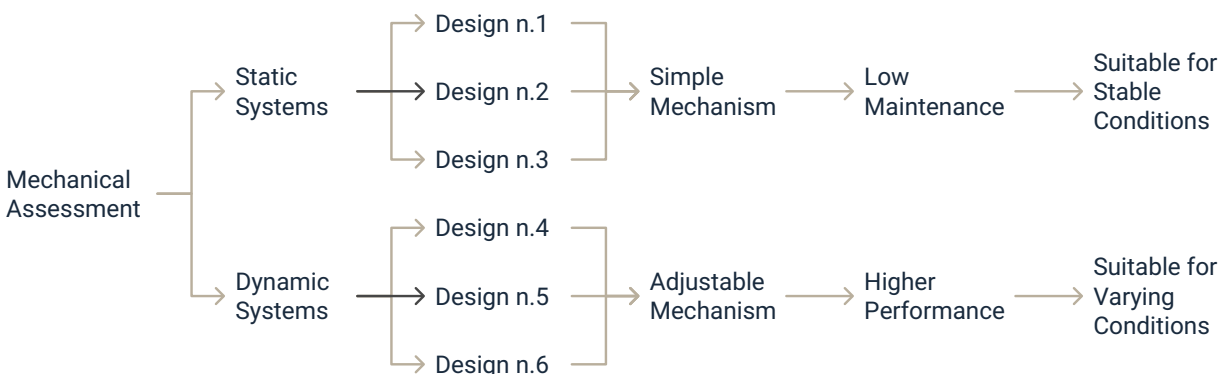 Mechanical
Assessment
Static
Systems
Dynamic
Systems
Design n.1
Design n.2
Design n.3
Design n.4
Design n.5
Design n.6
Simple
Mechanism
Adjustable
Mechanism
Low
Maintenance
Higher
Performance
Suitable for
Stable
Conditions
Suitable for
Varying
Conditions